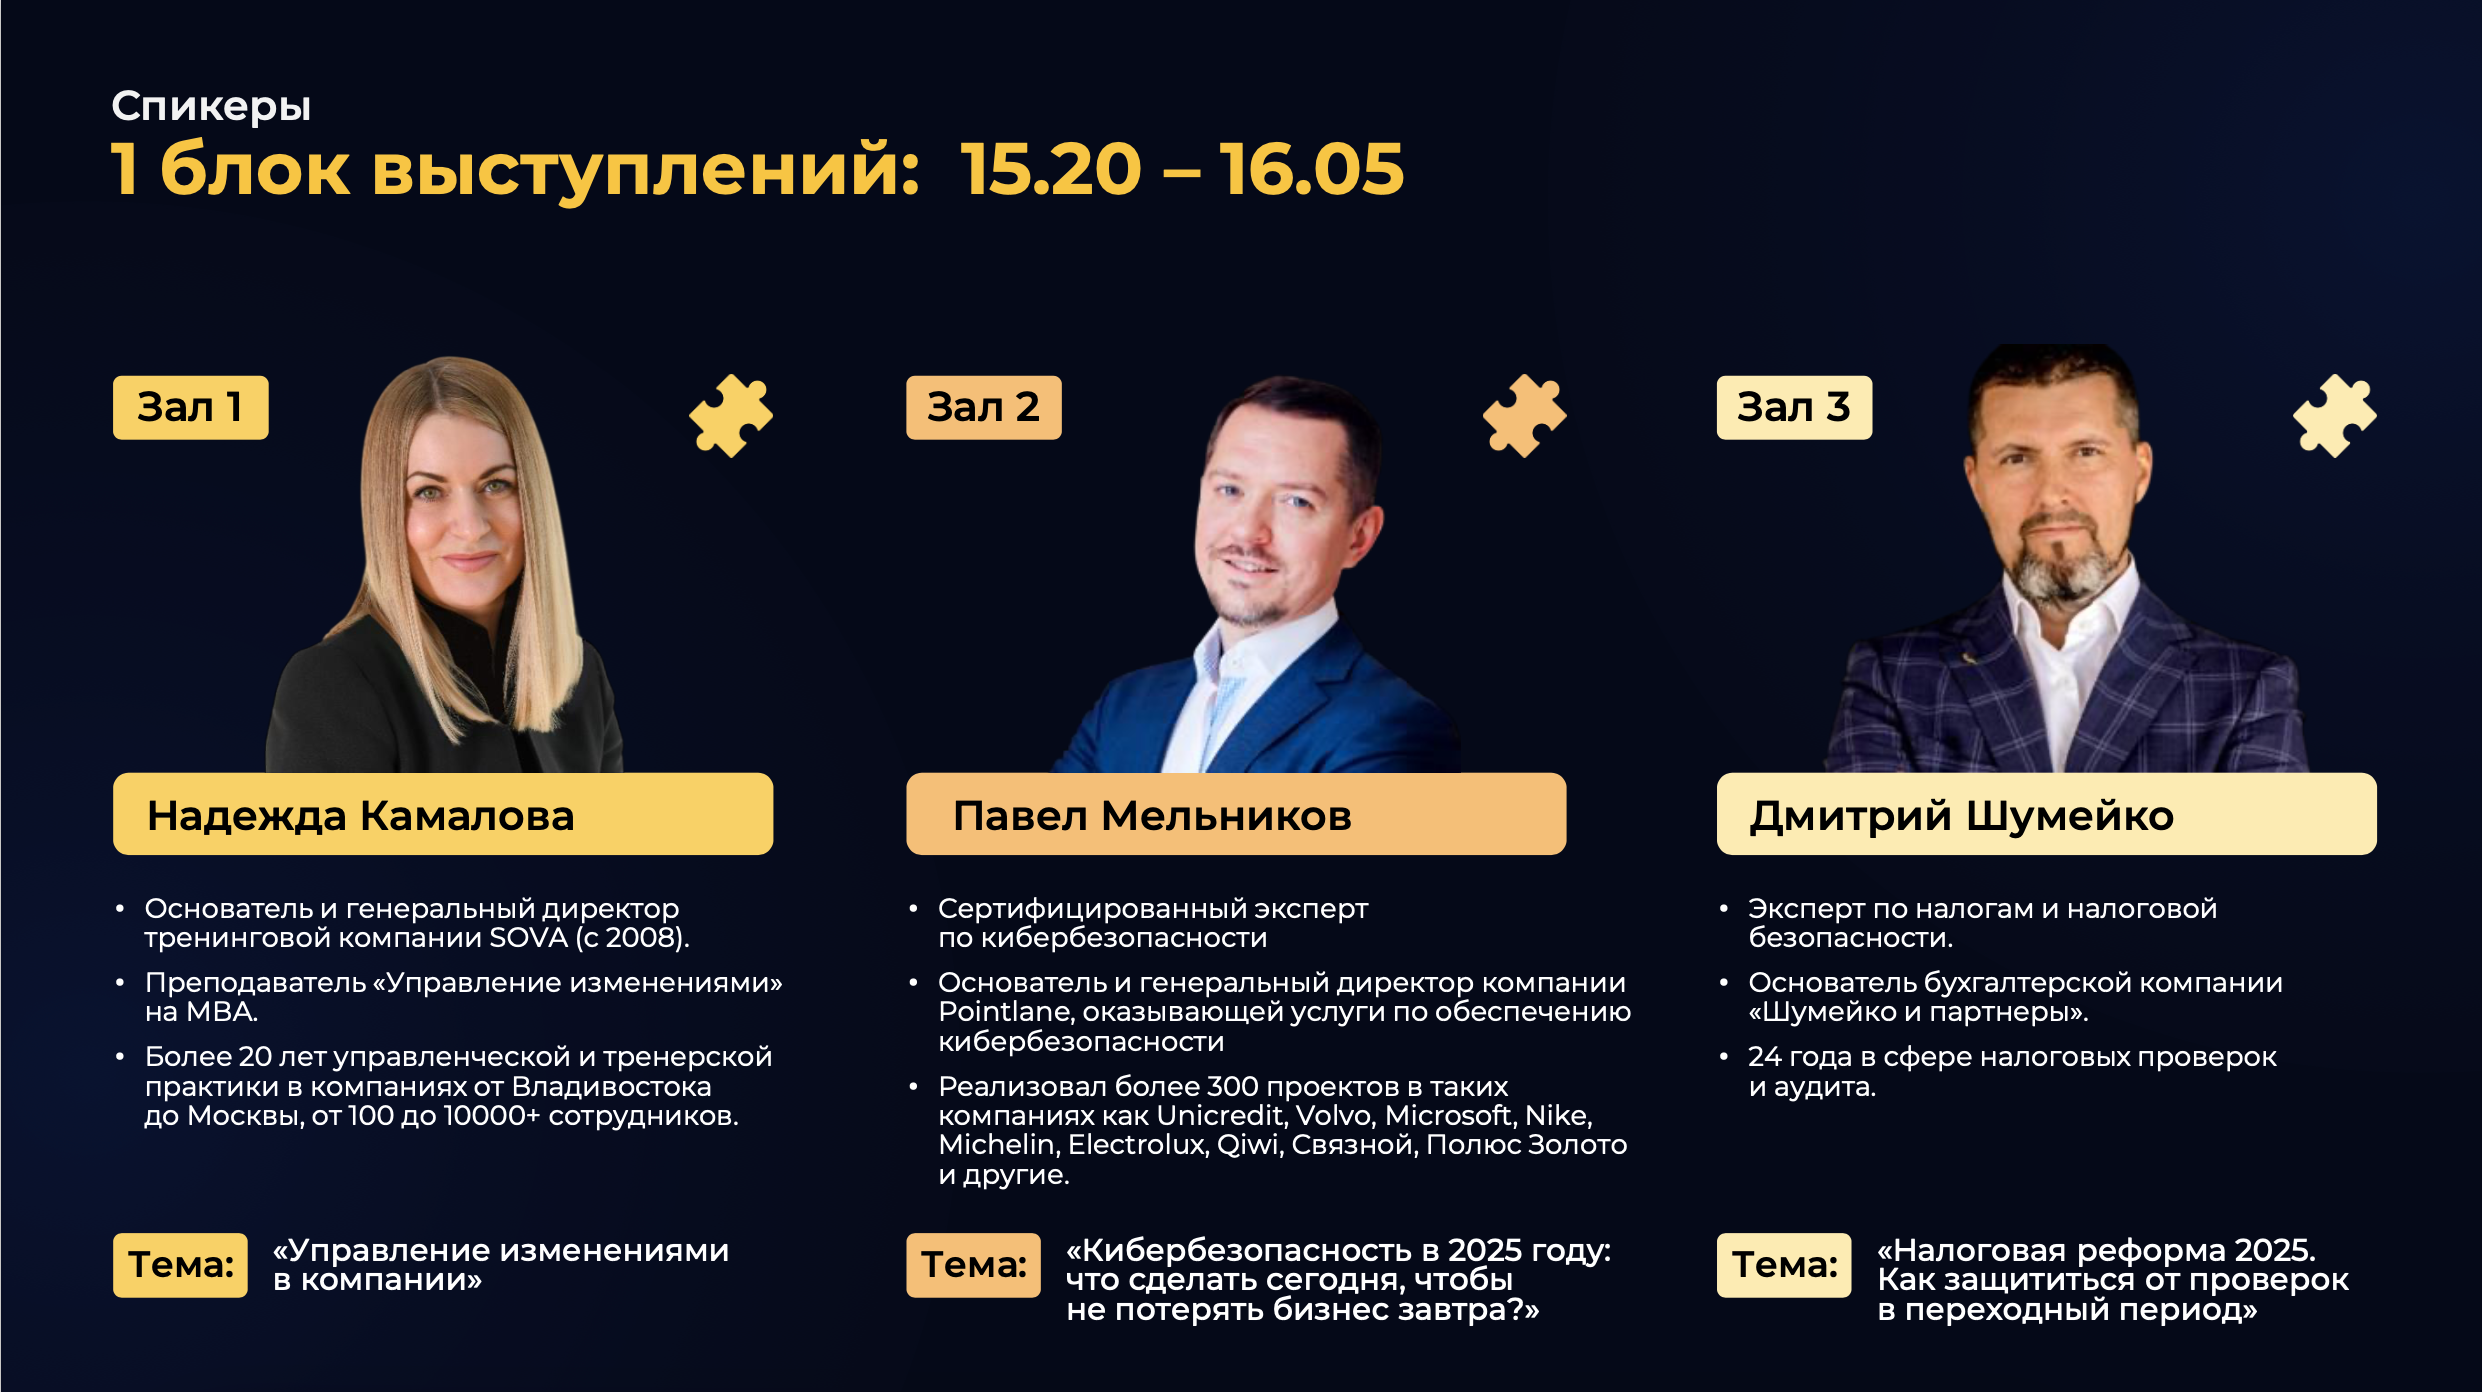 Спикеры
1 блок выступлений: 15.20 – 16.05
Зал 1
Надежда Камалова
• Основатель и генеральный директор
тренинговой компании SOVA (с 2008).
• Преподаватель «Управление изменениями»
на MBA.
• Более 20 лет управленческой и тренерской
практики в компаниях от Владивостока
до Москвы, от 100 до 10000+ сотрудников.
Тема:
«Управление изменениями
в компании»
Зал 2
Павел Мельников
• Сертифицированный эксперт
по кибербезопасности
• Основатель и генеральный директор компании
Pointlane, оказывающей услуги по обеспечению
кибербезопасности
• Реализовал более 300 проектов в таких
компаниях как Unicredit, Volvo, Microsoft, Nike,
Michelin, Electrolux, Qiwi, Связной, Полюс Золото
и другие.
Тема:
«Кибербезопасность в 2025 году:
что сделать сегодня, чтобы
не потерять бизнес завтра?»
Зал 3
Дмитрий Шумейко
• Эксперт по налогам и налоговой
безопасности.
• Основатель бухгалтерской компании
«Шумейко и партнеры».
• 24 года в сфере налоговых проверок
и аудита.
Тема:
«Налоговая реформа 2025.
Как защититься от проверок
в переходный период»